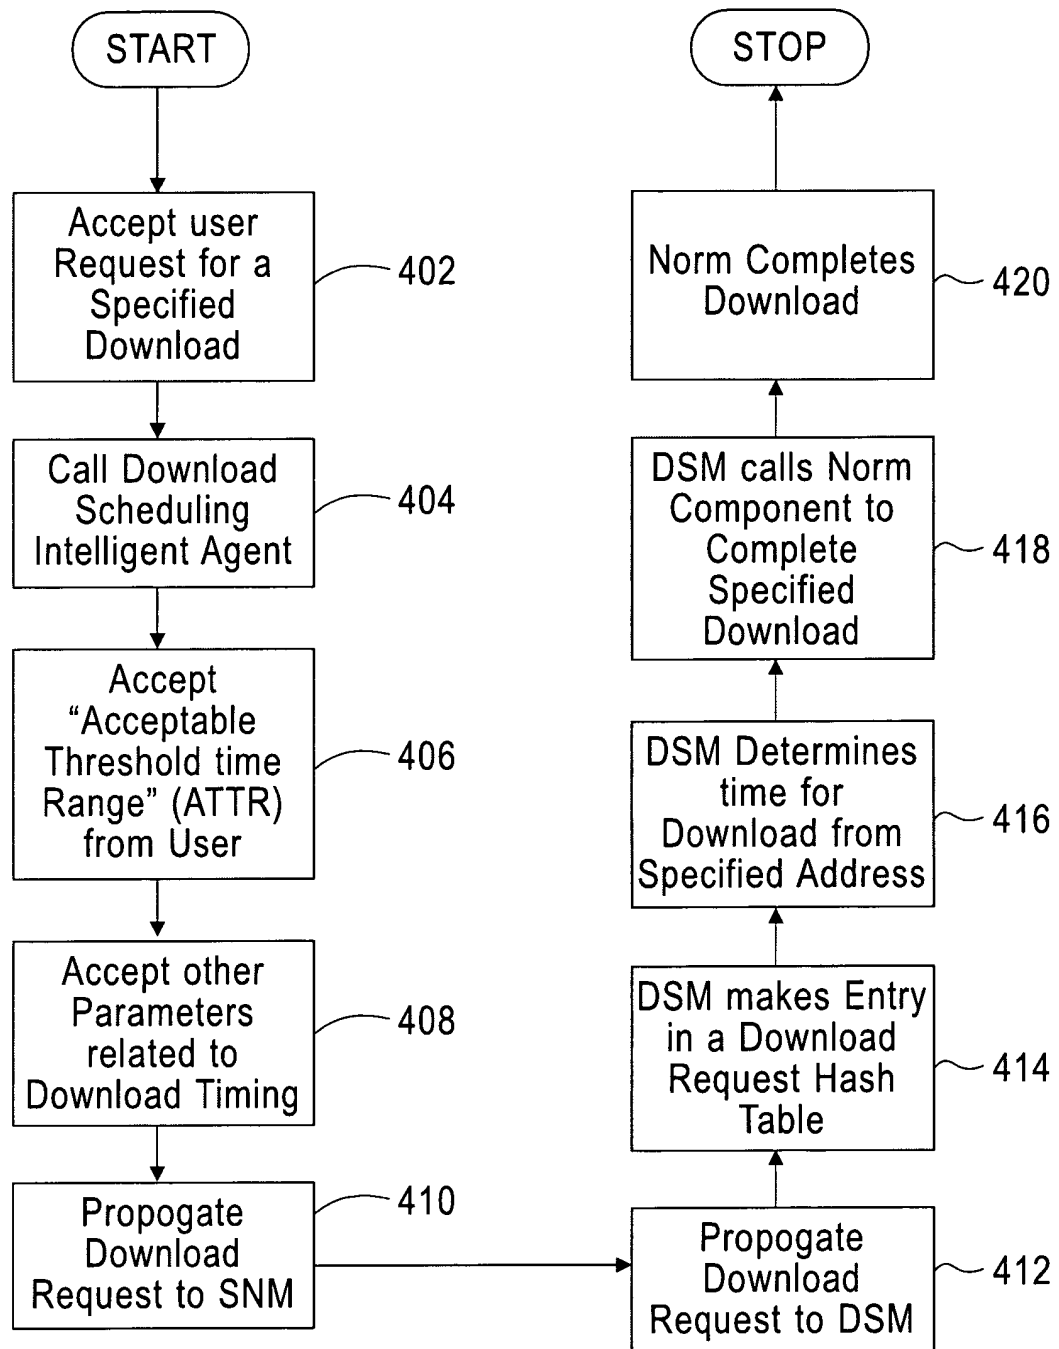 START
Accept user
Request for a
Specified
Download
402
Call Download
Scheduling
Intelligent Agent
404
Accept
“Acceptable
Threshold time
Range” (ATTR)
from User
406
Accept other
Parameters
related to
Download Timing
408
Propogate
Download
Request to SNM
410
Propogate
Download
Request to DSM
412
DSM makes Entry
in a Download
Request Hash
Table
414
DSM Determines
time for
Download from
Specified Address
416
DSM calls Norm
Component to
Complete
Specified
Download
418
Norm Completes
Download
420
STOP